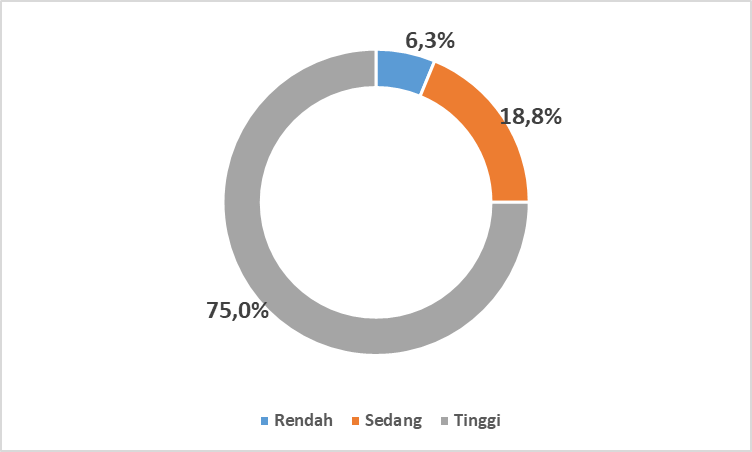 6,3%
18,8%
75,0%
Rendah Sedang Tinggi